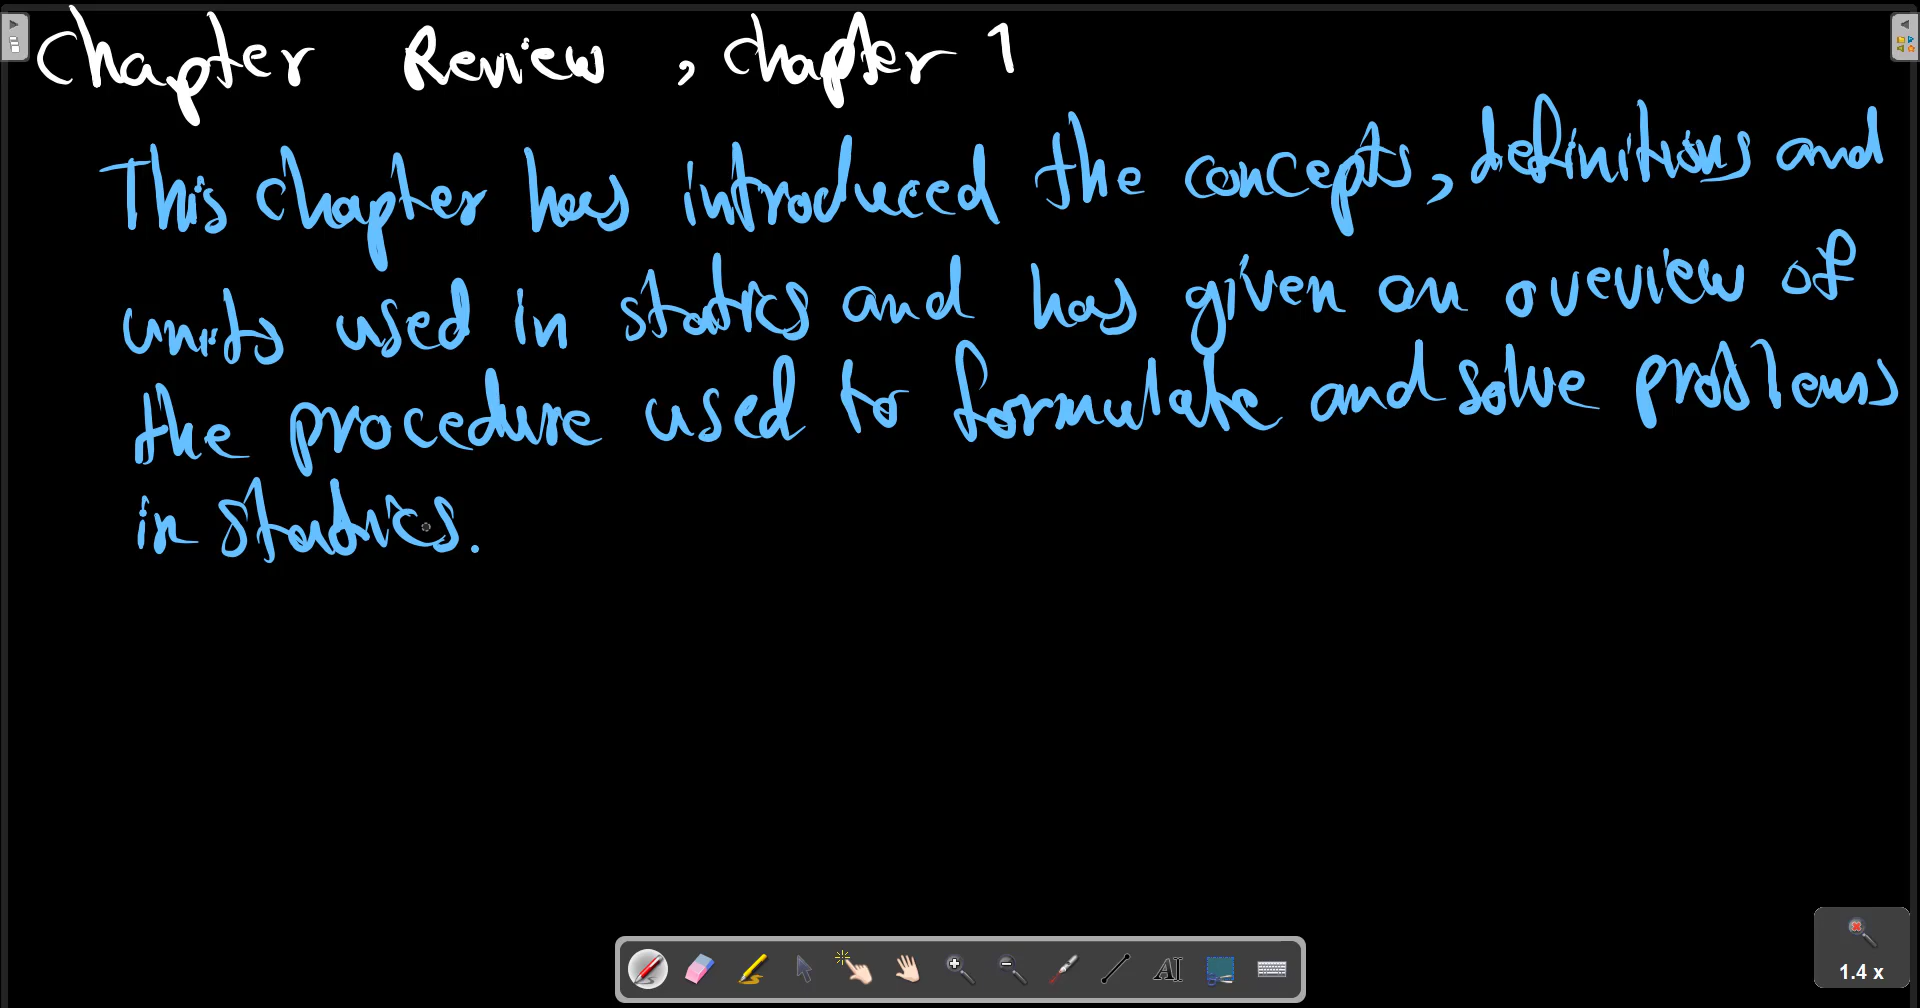 Chapter Review, chapter 1
This chapter has introduced the concepts, definitions and
units used in statics and has given an oveview of
the procedure used to formulate and solve problems
in statics.
1.4 x